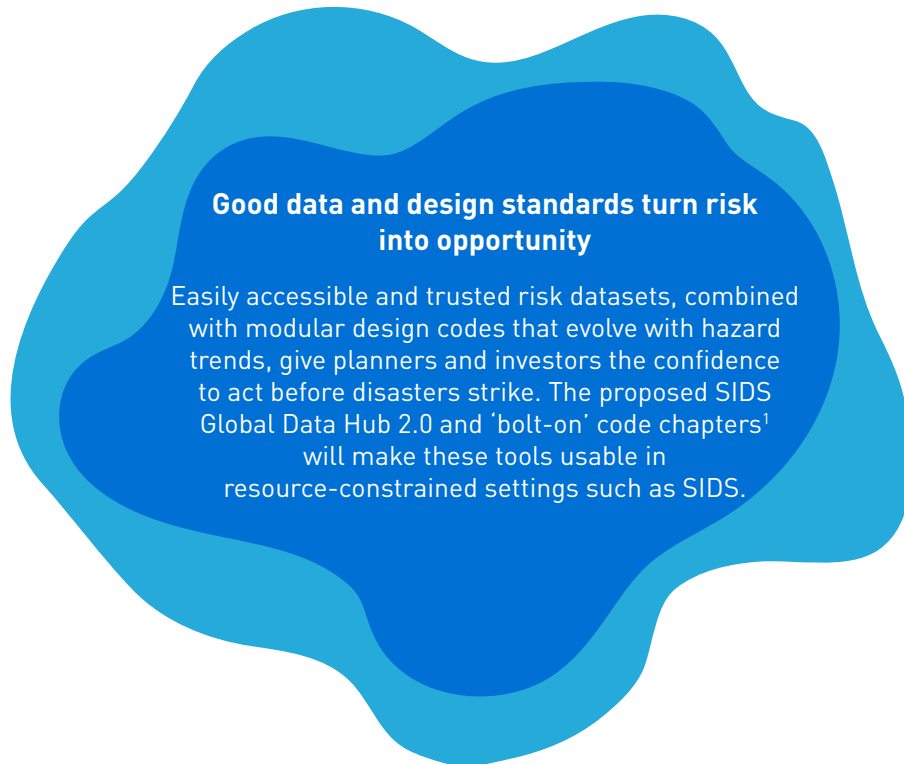 Good data and design standards turn risk
into opportunity
Easily accessible and trusted risk datasets, combined
with modular design codes that evolve with hazard
trends, give planners and investors the confidence
to act before disasters strike. The proposed SIDS
Global Data Hub 2.0 and ‘bolt-on’ code chapters¹
will make these tools usable in
resource-constrained settings such as SIDS.